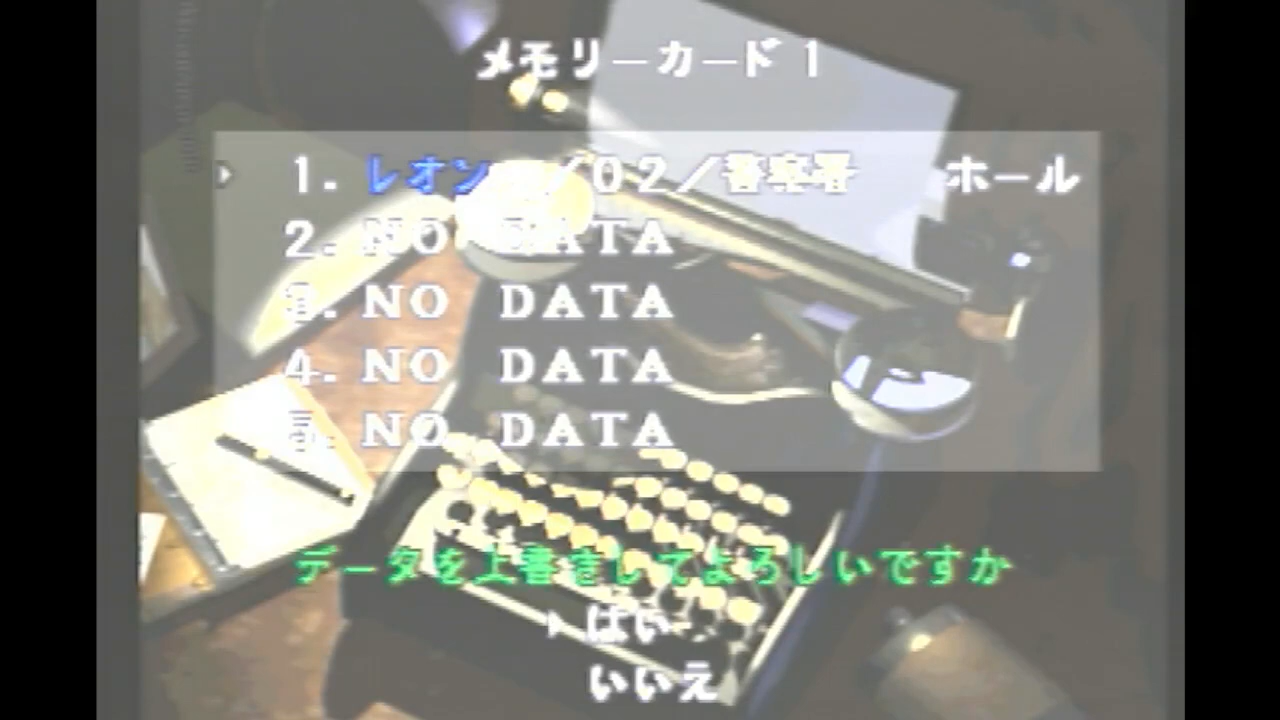 メモリーカード1
1. レオン /02/警察署 ホール
2. NO DATA
3. NO DATA
4. NO DATA
5. NO DATA
データを上書きしてよろしいですか
はい
いいえ